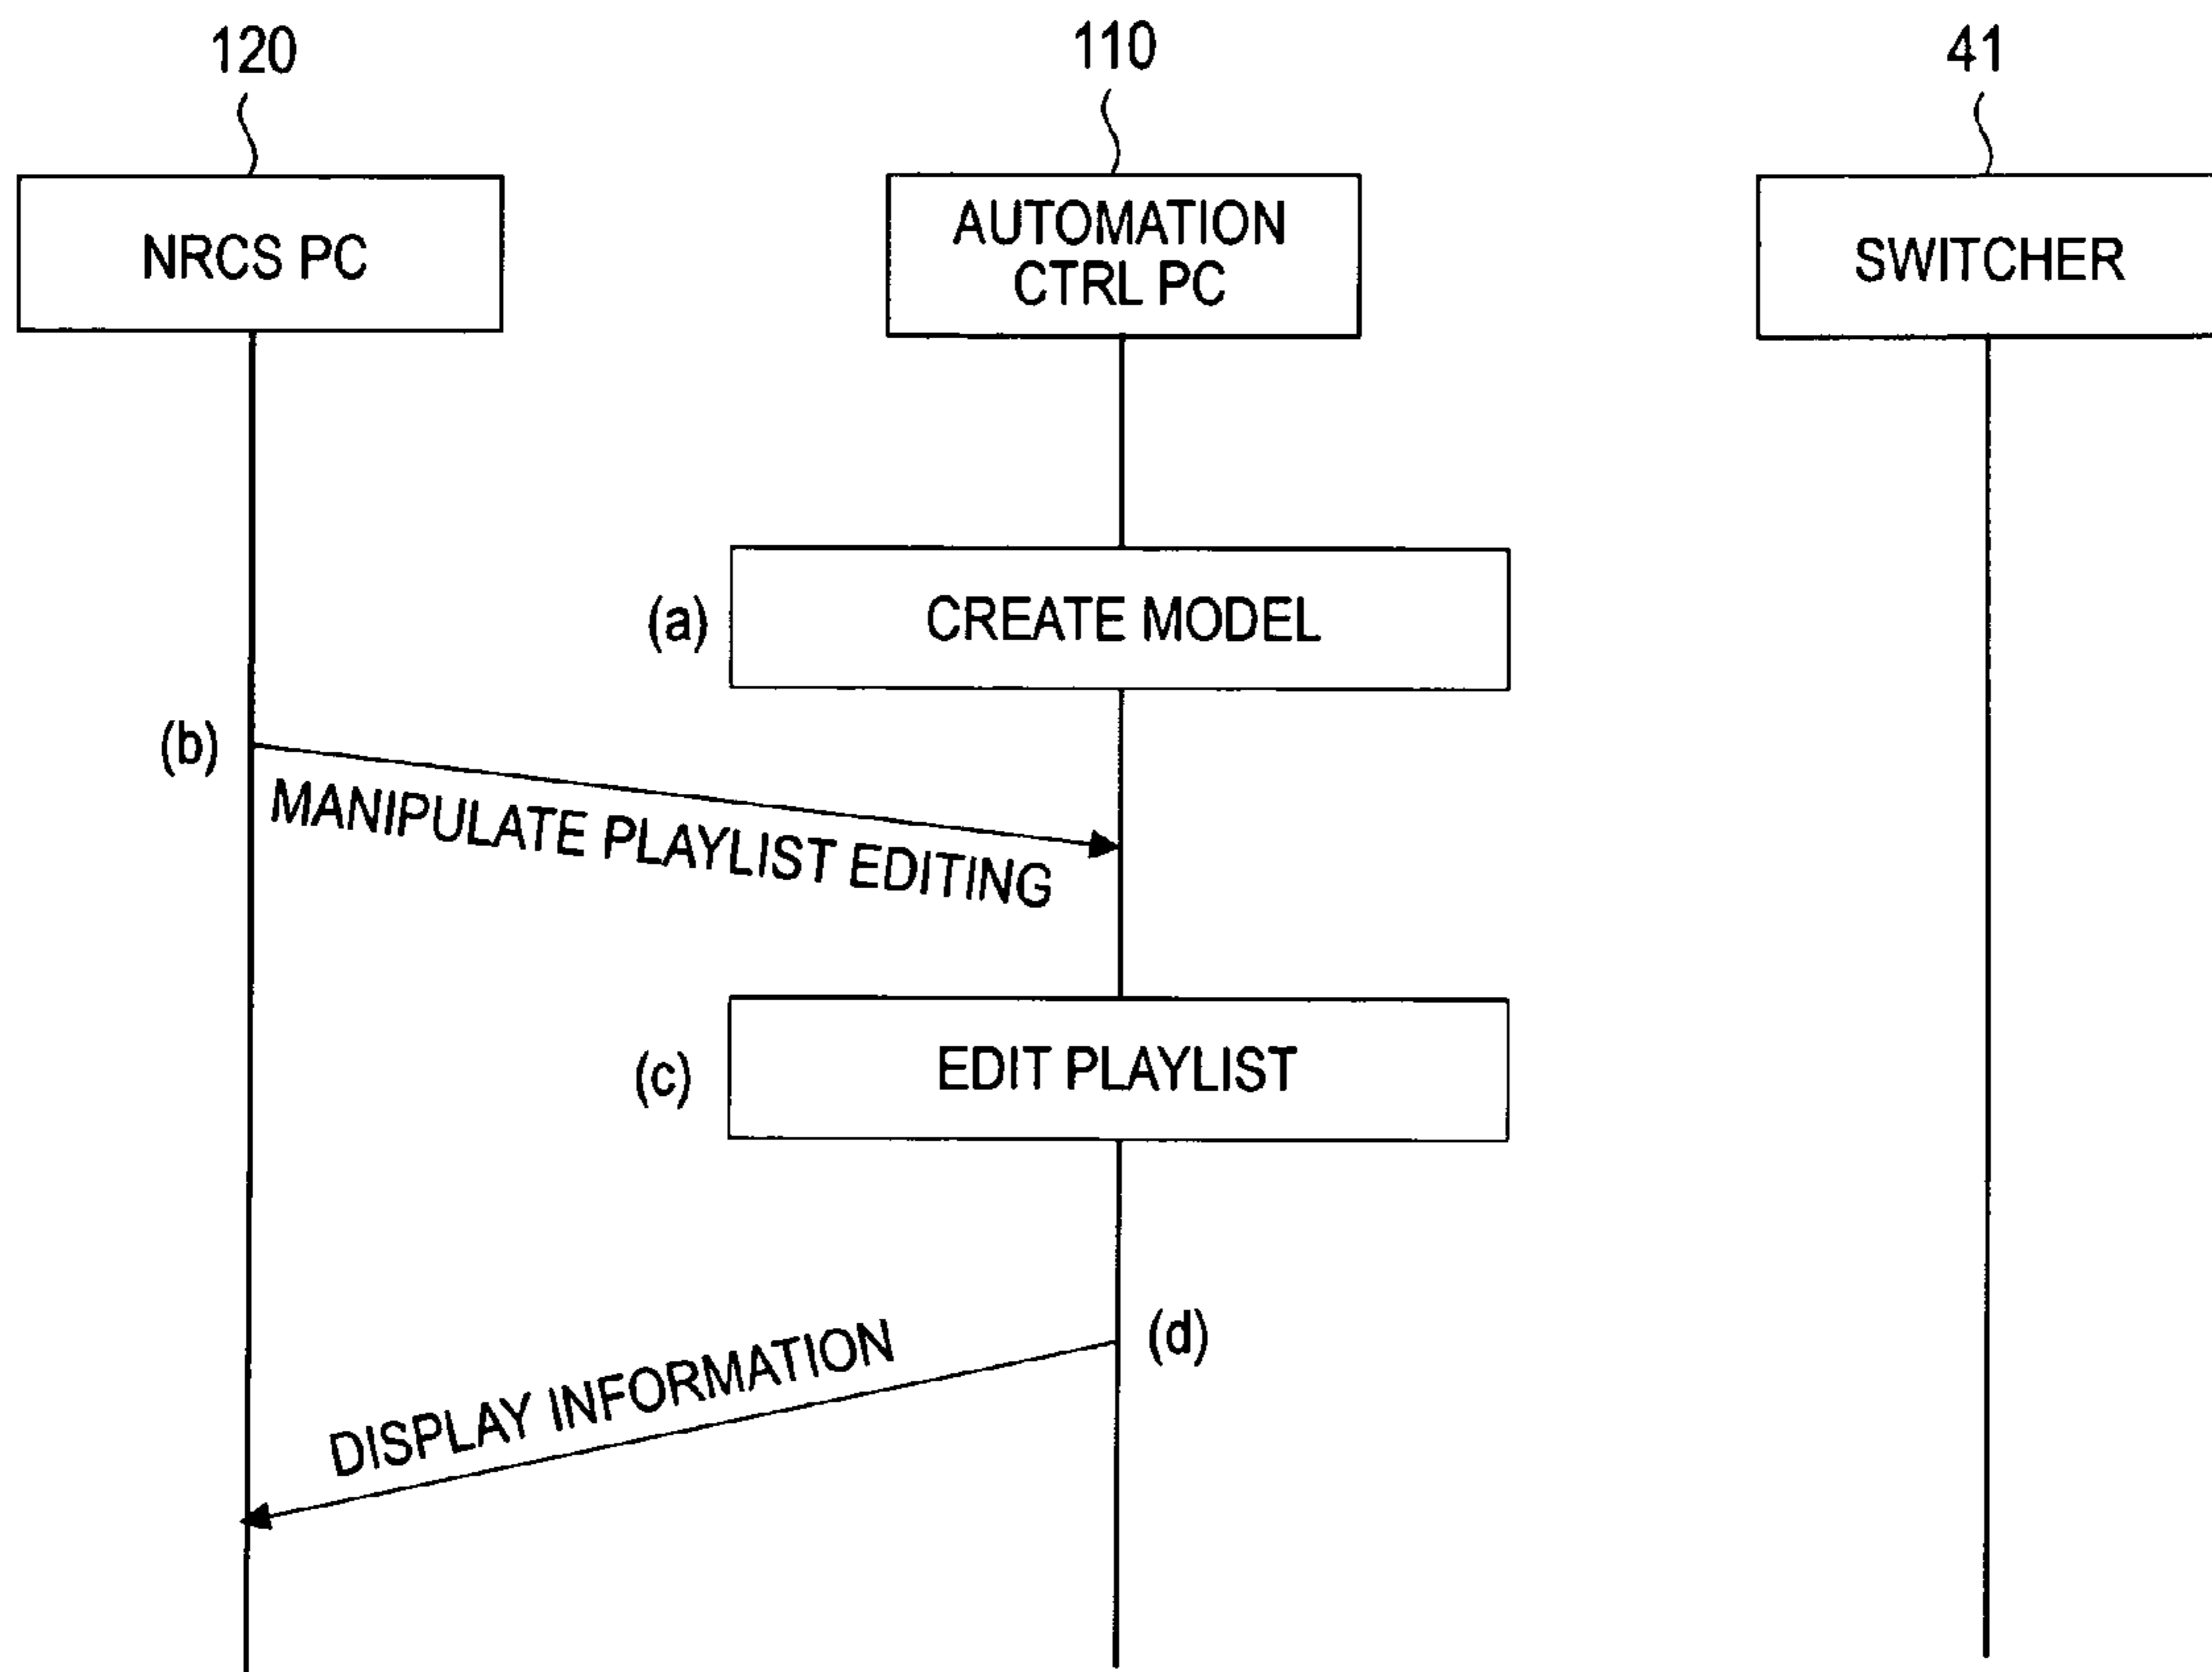 120
110
41
NRCS PC
AUTOMATION
CTRL PC
SWITCHER
(a)
CREATE MODEL
(b)
MANIPULATE PLAYLIST EDITING
(c)
EDIT PLAYLIST
(d)
DISPLAY INFORMATION